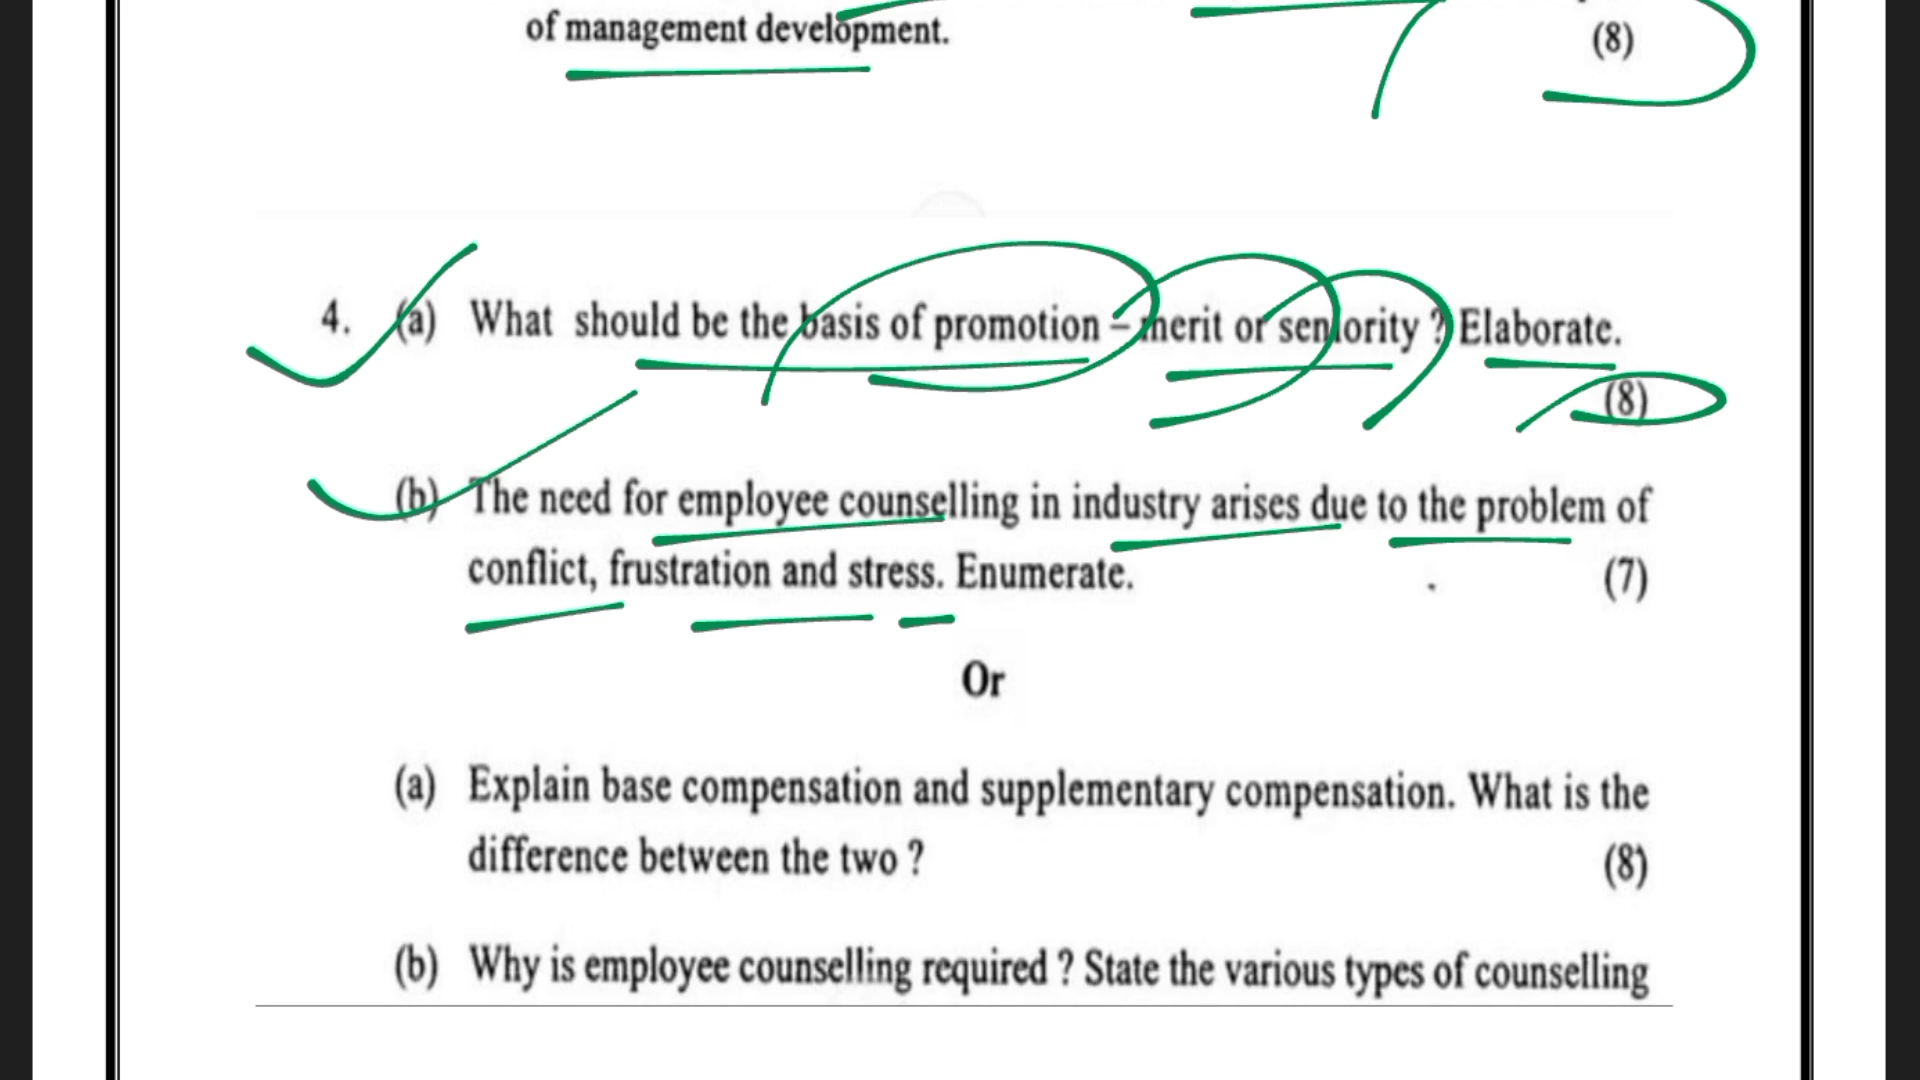 of management development.
(8)
4. (a) What should be the basis of promotion – merit or seniority ? Elaborate.
(8)
(b) The need for employee counselling in industry arises due to the problem of
conflict, frustration and stress. Enumerate. (7)
Or
(a) Explain base compensation and supplementary compensation. What is the
difference between the two ? (8)
(b) Why is employee counselling required ? State the various types of counselling